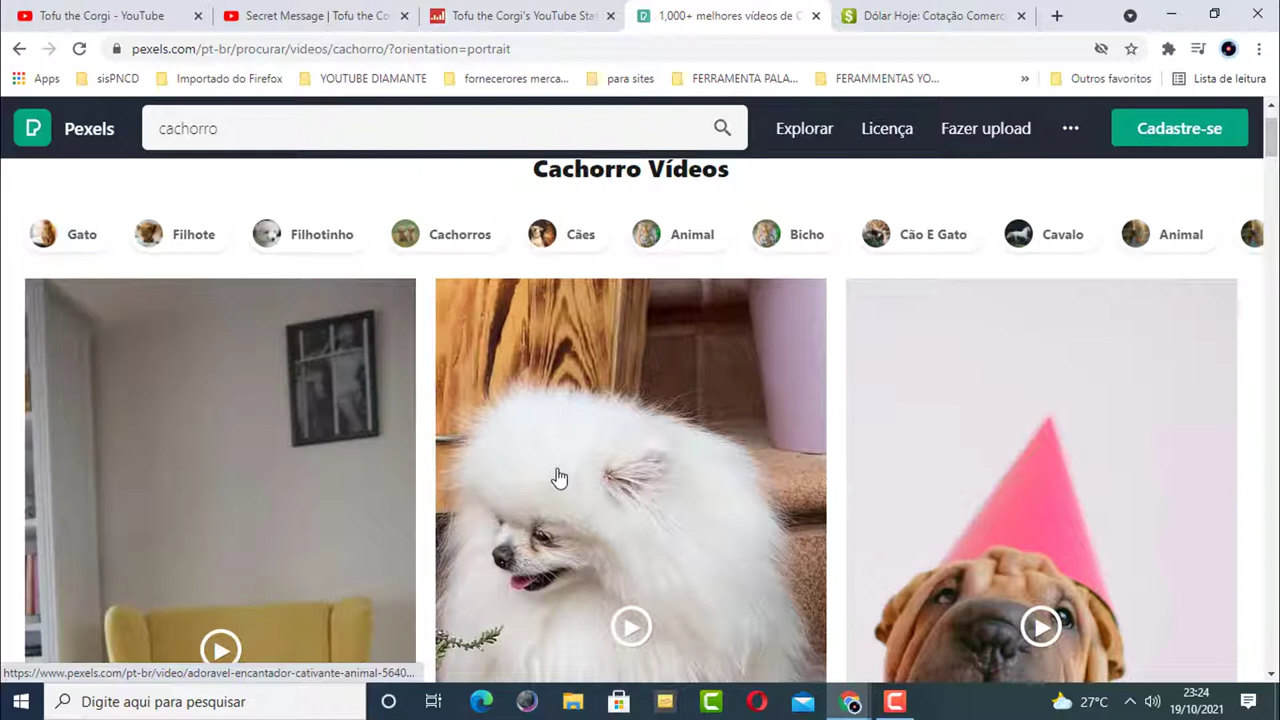 Tofu the Corgi - YouTube
Secret Message | Tofu the Co
Tofu the Corgi's YouTube Stat
1,000+ melhores vídeos de C
Dólar Hoje: Cotação Comerc
pexels.com/pt-br/procurar/videos/cachorro/?orientation=portrait
Apps
sisPNCD
Importado do Firefox
YOUTUBE DIAMANTE
fornecerores merca...
para sites
FERRAMENTA PALA...
FERAMMENTAS YO...
»
Outros favoritos
Lista de leitura
Pexels
cachorro
Explorar
Licença
Fazer upload
...
Cadastre-se
Cachorro Vídeos
Gato
Filhote
Filhotinho
Cachorros
Cães
Animal
Bicho
Cão E Gato
Cavalo
Animal
https://www.pexels.com/pt-br/video/adoravel-encantador-cativante-animal-5640...
Digite aqui para pesquisar
27°C
23:24
19/10/2021